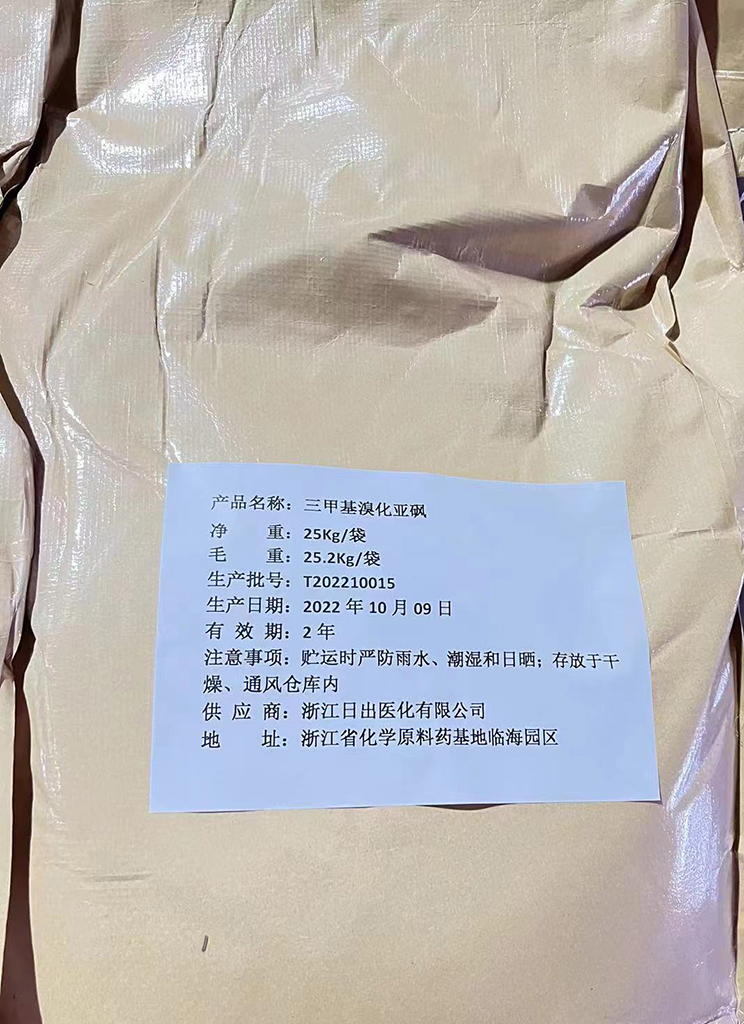 产品名称：三甲基溴化亚砜
净 重：25Kg/袋
毛 重：25.2Kg/袋
生产批号：T202210015
生产日期：2022 年 10 月 09 日
有 效 期：2 年
注意事项：贮运时严防雨水、潮湿和日晒；存放于干
燥、通风仓库内
供 应 商：浙江日出医化有限公司
地 址：浙江省化学原料药基地临海园区